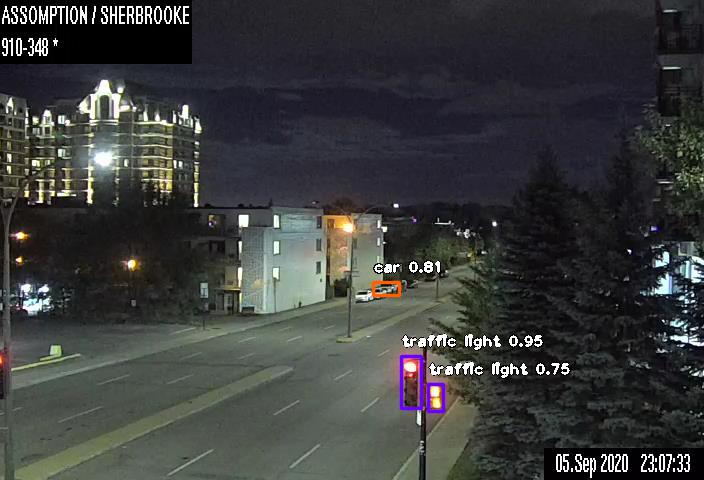 ASSOMPTION / SHERBROOKE
910-348 *
car 0.81
traffic light 0.95
traffic light 0.75
05.Sep 2020 23:07:33